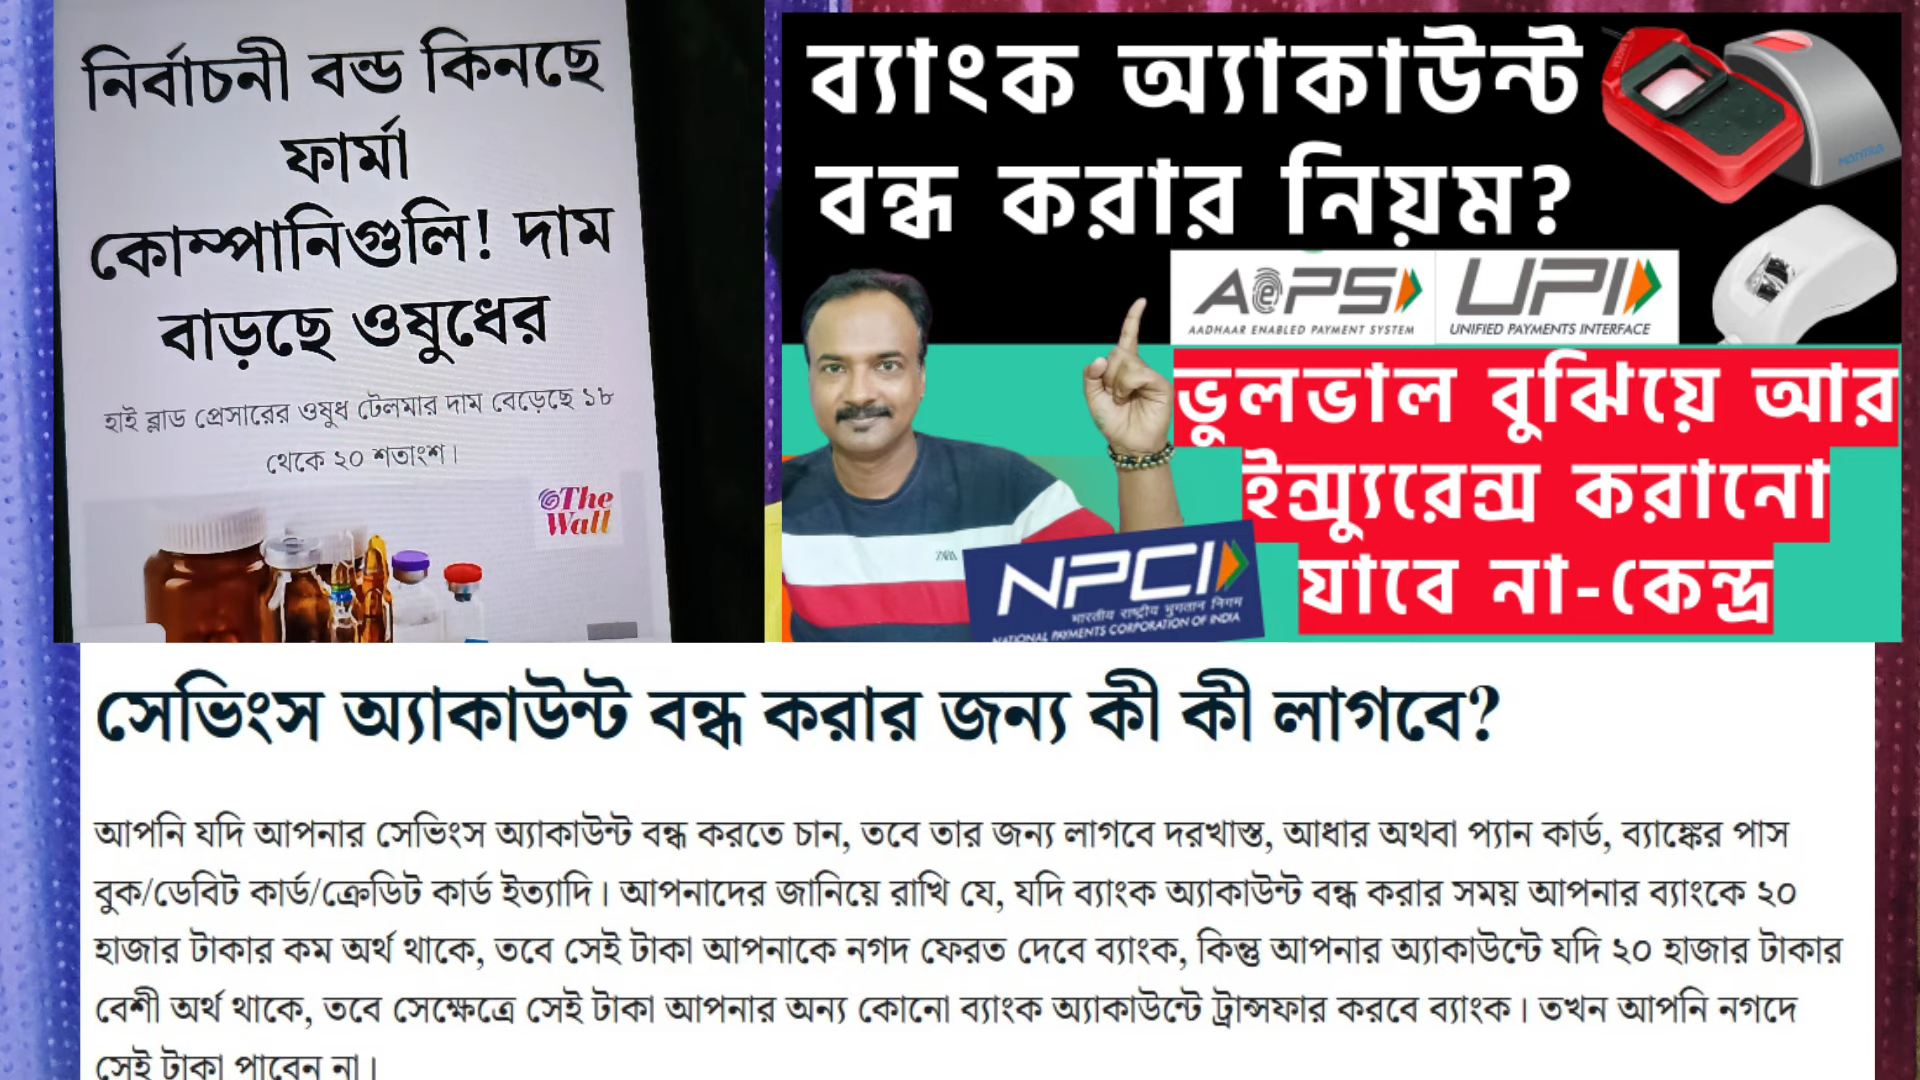 নির্বাচনী বন্ড কিনছে
ফার্মা
কোম্পানিগুলি! দাম
বাড়ছে ওষুধের
হাই ব্লাড প্রেসারের ওষুধ টেলমার দাম বেড়েছে ১৮
থেকে ২০ শতাংশ।
The
Wall
ব্যাংক অ্যাকাউন্ট
বন্ধ করার নিয়ম?
MANTRA
AePS
AADHAAR ENABLED PAYMENT SYSTEM
UPI
UNIFIED PAYMENTS INTERFACE
ভুলভাল বুঝিয়ে আর
ইন্স্যুরেন্স করানো
যাবে না-কেন্দ্র
NPCI
भारतीय राष्ट्रीय भुगतान निगम
NATIONAL PAYMENTS CORPORATION OF INDIA
সেভিংস অ্যাকাউন্ট বন্ধ করার জন্য কী কী লাগবে?
আপনি যদি আপনার সেভিংস অ্যাকাউন্ট বন্ধ করতে চান, তবে তার জন্য লাগবে দরখাস্ত, আধার অথবা প্যান কার্ড, ব্যাঙ্কের পাস
বুক/ডেবিট কার্ড/ক্রেডিট কার্ড ইত্যাদি। আপনাদের জানিয়ে রাখি যে, যদি ব্যাংক অ্যাকাউন্ট বন্ধ করার সময় আপনার ব্যাংকে ২০
হাজার টাকার কম অর্থ থাকে, তবে সেই টাকা আপনাকে নগদ ফেরত দেবে ব্যাংক, কিন্তু আপনার অ্যাকাউন্টে যদি ২০ হাজার টাকার
বেশী অর্থ থাকে, তবে সেক্ষেত্রে সেই টাকা আপনার অন্য কোনো ব্যাংক অ্যাকাউন্টে ট্রান্সফার করবে ব্যাংক। তখন আপনি নগদে
সেই টাকা পাবেন না।